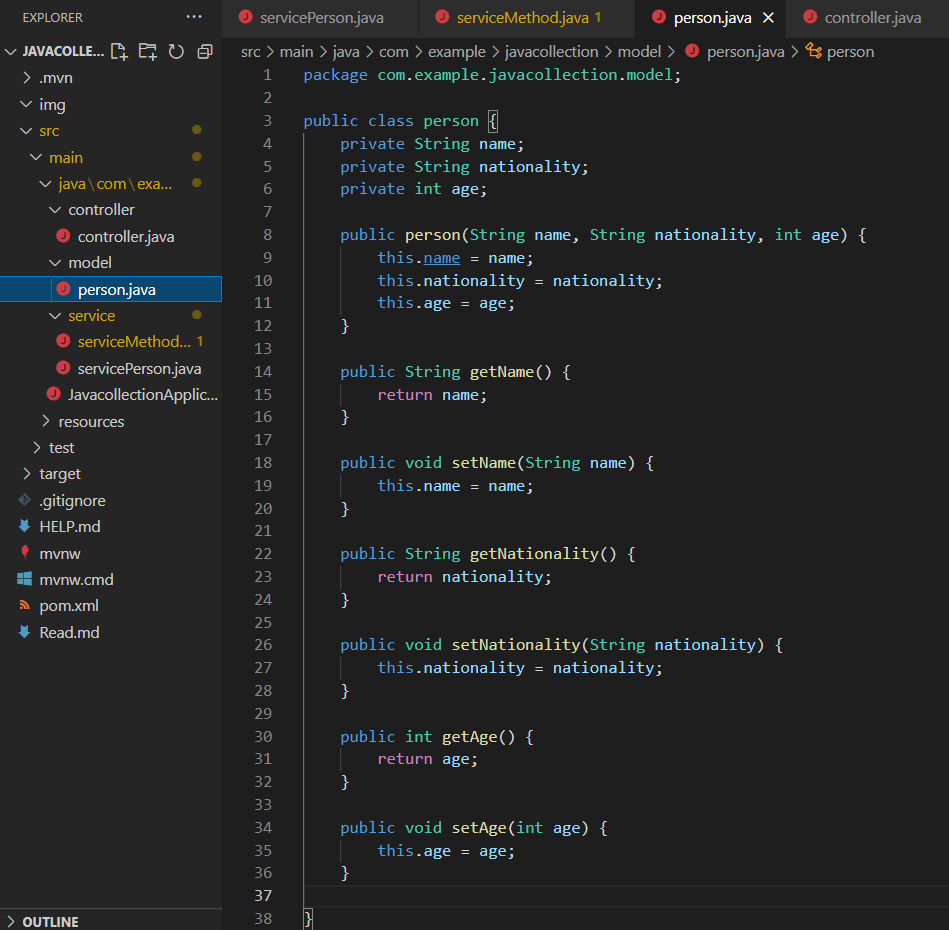 EXPLORER
JAVACOLLE...
.mvn
img
src
main
java\com\exa...
controller
controller.java
model
person.java
service
serviceMethod... 1
servicePerson.java
JavacollectionApplic...
resources
test
target
.gitignore
HELP.md
mvnw
mvnw.cmd
pom.xml
Read.md
OUTLINE
servicePerson.java serviceMethod.java 1 person.java controller.java
src > main > java > com > example > javacollection > model > person.java > person
1 package com.example.javacollection.model;
2
3 public class person {
4 private String name;
5 private String nationality;
6 private int age;
7
8 public person(String name, String nationality, int age) {
9 this.name = name;
10 this.nationality = nationality;
11 this.age = age;
12 }
13
14 public String getName() {
15 return name;
16 }
17
18 public void setName(String name) {
19 this.name = name;
20 }
21
22 public String getNationality() {
23 return nationality;
24 }
25
26 public void setNationality(String nationality) {
27 this.nationality = nationality;
28 }
29
30 public int getAge() {
31 return age;
32 }
33
34 public void setAge(int age) {
35 this.age = age;
36 }
37
38 }